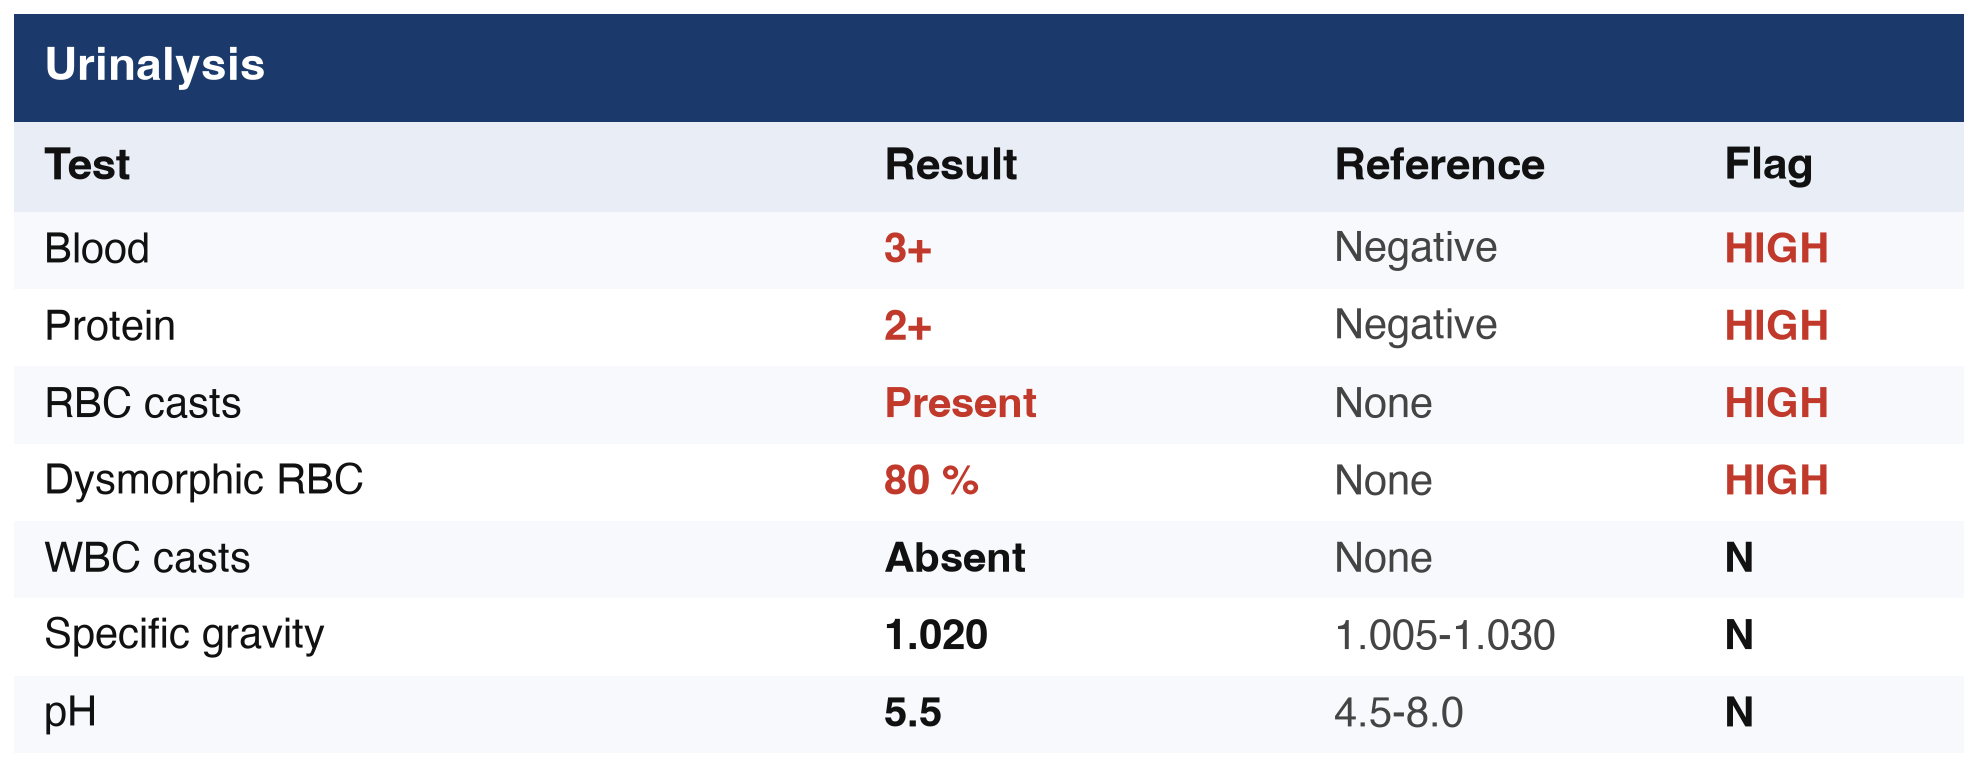 Urinalysis
Test Result Reference Flag
Blood 3+ Negative HIGH
Protein 2+ Negative HIGH
RBC casts Present None HIGH
Dysmorphic RBC 80 % None HIGH
WBC casts Absent None N
Specific gravity 1.020 1.005-1.030 N
pH 5.5 4.5-8.0 N